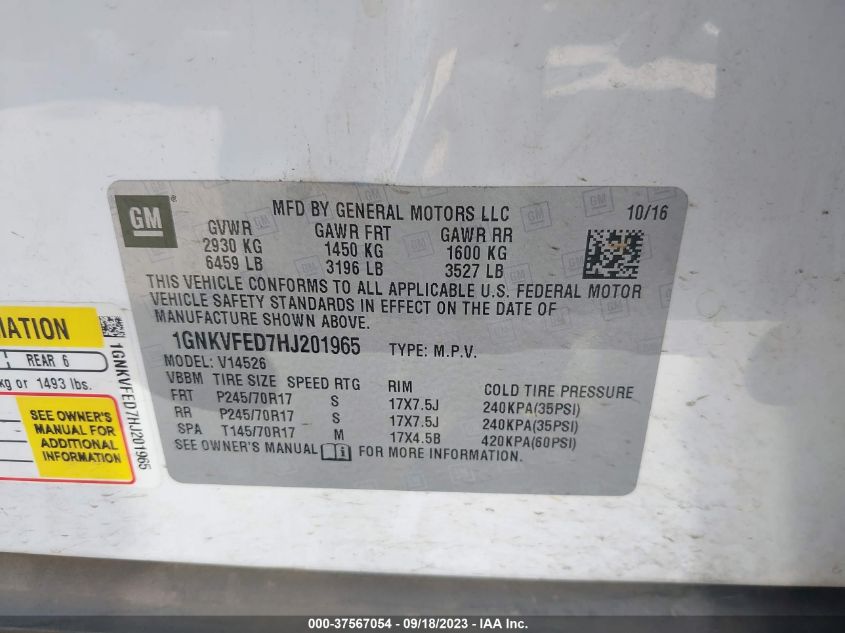 GM
MFD BY GENERAL MOTORS LLC 10/16
GVWR GAWR FRT GAWR RR
2930 KG 1450 KG 1600 KG
6459 LB 3196 LB 3527 LB
THIS VEHICLE CONFORMS TO ALL APPLICABLE U.S. FEDERAL MOTOR
VEHICLE SAFETY STANDARDS IN EFFECT ON THE DATE OF
MANUFACTURE SHOWN ABOVE.
1GNKVFED7HJ201965 TYPE: M.P.V.
MODEL: V14526
VBBM TIRE SIZE SPEED RTG RIM COLD TIRE PRESSURE
FRT P245/70R17 S 17X7.5J 240KPA(35PSI)
RR P245/70R17 S 17X7.5J 240KPA(35PSI)
SPA T145/70R17 M 17X4.5B 420KPA(60PSI)
SEE OWNER'S MANUAL i FOR MORE INFORMATION.
REAR 6
kg or 1493 lbs.
SEE OWNER'S
MANUAL FOR
ADDITIONAL
INFORMATION
1GNKVFED7HJ201965
000-37567054 - 09/18/2023 - IAA Inc.